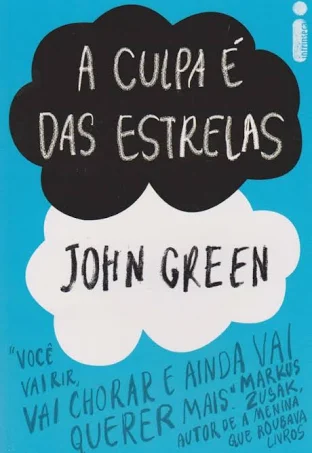 intrínseca
A CULPA É
DAS ESTRELAS
JOHN GREEN
"VOCÊ
VAI RIR,
VAI CHORAR E AINDA VAI
QUERER MAIS." MARKUS
ZUSAK,
AUTOR DE A MENINA
QUE ROUBAVA
LIVROS